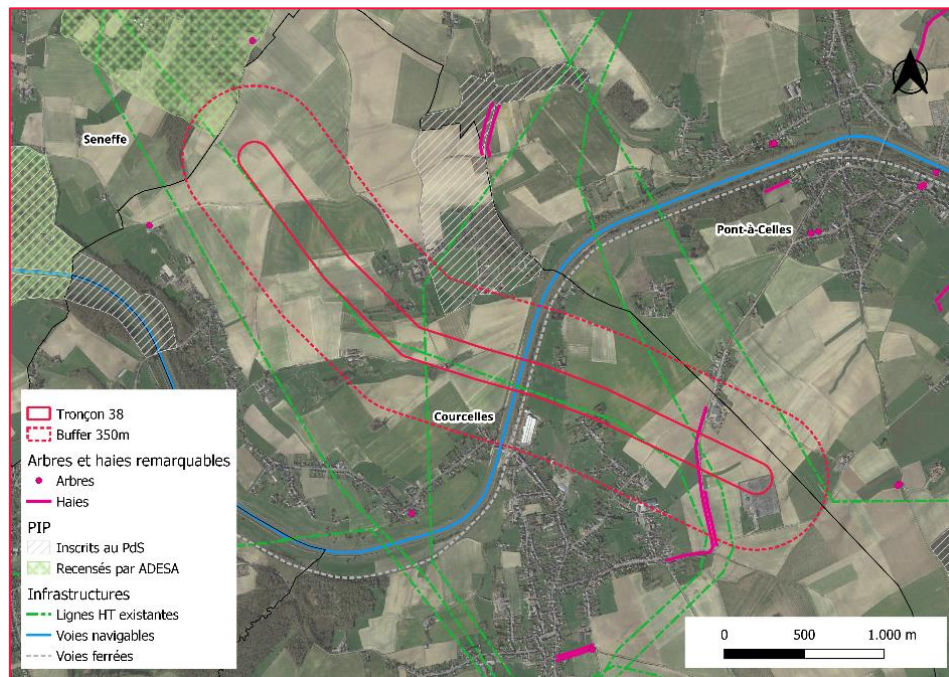 Seneffe
Pont-à-Celles
Courcelles
Tronçon 38
Buffer 350m
Arbres et haies remarquables
Arbres
Haies
PIP
Inscrits au PdS
Recensés par ADESA
Infrastructures
Lignes HT existantes
Voies navigables
Voies ferrées
0 500 1.000 m